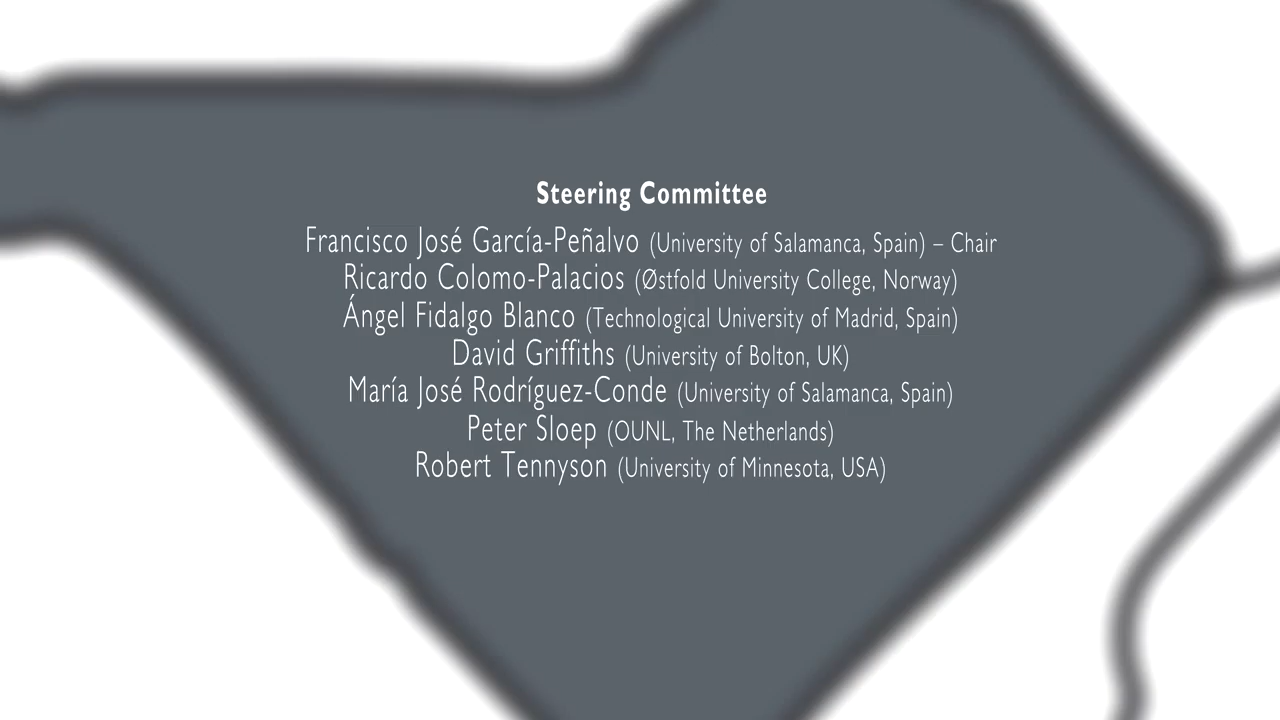 Steering Committee
Francisco José García-Peñalvo (University of Salamanca, Spain) – Chair
Ricardo Colomo-Palacios (Østfold University College, Norway)
Ángel Fidalgo Blanco (Technological University of Madrid, Spain)
David Griffiths (University of Bolton, UK)
María José Rodríguez-Conde (University of Salamanca, Spain)
Peter Sloep (OUNL, The Netherlands)
Robert Tennyson (University of Minnesota, USA)